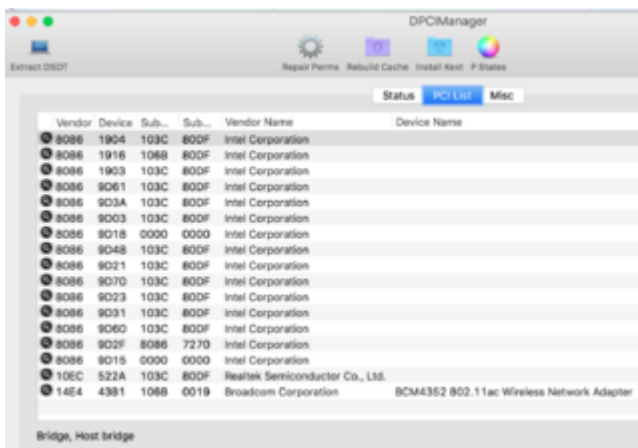 DPCIManager
Extract DSDT
Repair Perms Rebuild Cache Install Kext P States
Status PCI List Misc
Vendor Device Sub... Sub... Vendor Name Device Name
8086 1904 103C 80DF Intel Corporation
8086 1916 106B 80DF Intel Corporation
8086 1903 103C 80DF Intel Corporation
8086 9D61 103C 80DF Intel Corporation
8086 9D3A 103C 80DF Intel Corporation
8086 9D03 103C 80DF Intel Corporation
8086 9D18 0000 0000 Intel Corporation
8086 9D48 103C 80DF Intel Corporation
8086 9D21 103C 80DF Intel Corporation
8086 9D70 103C 80DF Intel Corporation
8086 9D23 103C 80DF Intel Corporation
8086 9D31 103C 80DF Intel Corporation
8086 9D60 103C 80DF Intel Corporation
8086 9D2F 8086 7270 Intel Corporation
8086 9D15 0000 0000 Intel Corporation
10EC 522A 103C 80DF Realtek Semiconductor Co., Ltd.
14E4 43B1 106B 0019 Broadcom Corporation BCM4352 802.11ac Wireless Network Adapter
Bridge, Host bridge